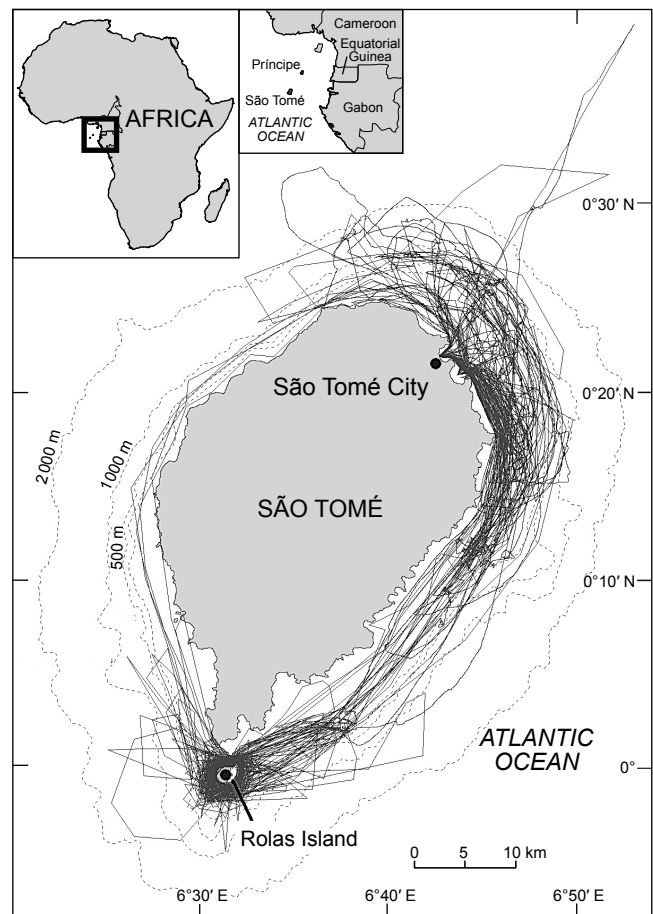 AFRICA
Cameroon
Equatorial
Guinea
Príncipe
São Tomé
Gabon
ATLANTIC
OCEAN
0°30′ N
São Tomé City
0°20′ N
2000 m
1000 m
500 m
SÃO TOMÉ
0°10′ N
ATLANTIC
OCEAN
0°
Rolas Island
0 5 10 km
6°30′ E 6°40′ E 6°50′ E